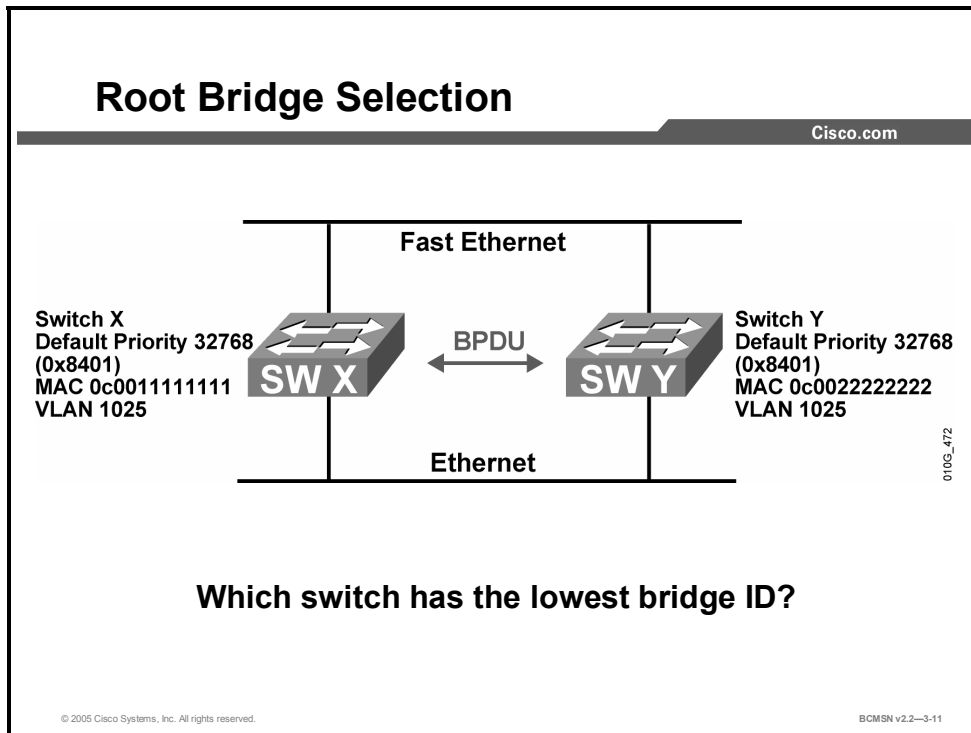 Root Bridge Selection
Cisco.com
Fast Ethernet
Switch X
Default Priority 32768
(0x8401)
MAC 0c0011111111
VLAN 1025
SW X
BPDU
SW Y
Switch Y
Default Priority 32768
(0x8401)
MAC 0c0022222222
VLAN 1025
Ethernet
010G_472
Which switch has the lowest bridge ID?
© 2005 Cisco Systems, Inc. All rights reserved.
BCMSN v2.2—3-11